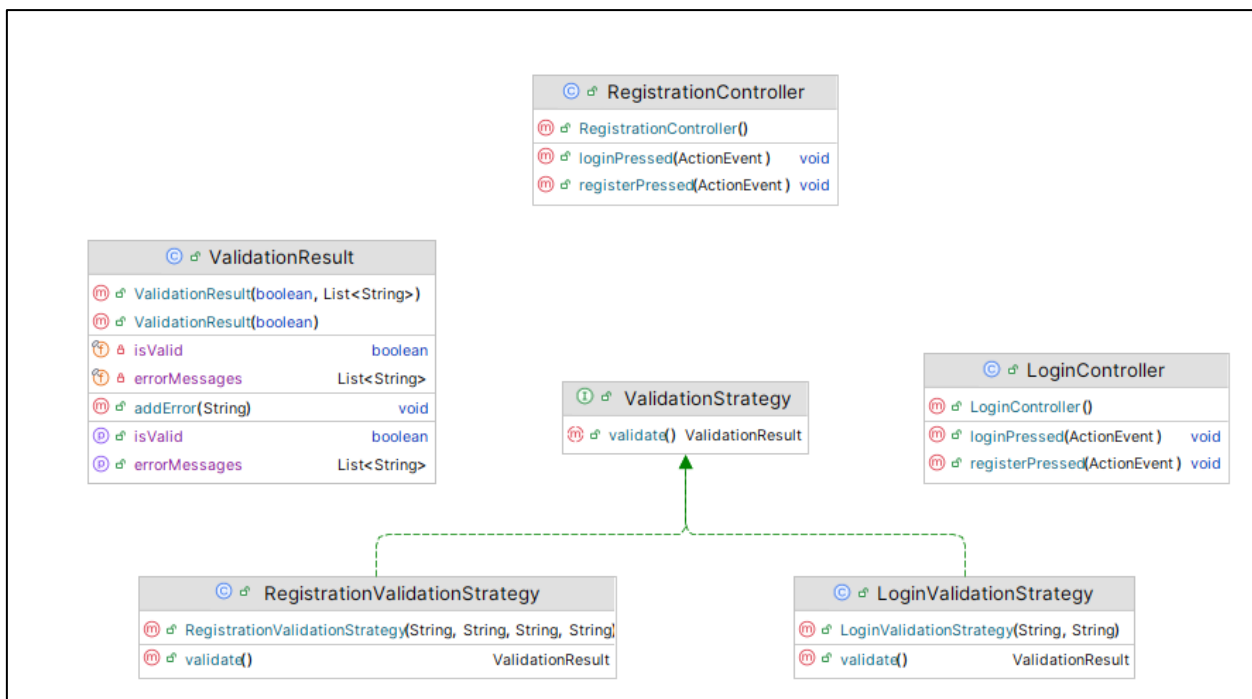 RegistrationController
RegistrationController()
loginPressed(ActionEvent) void
registerPressed(ActionEvent) void
ValidationResult
ValidationResult(boolean, List<String>)
ValidationResult(boolean)
isValid boolean
errorMessages List<String>
addError(String) void
isValid boolean
errorMessages List<String>
ValidationStrategy
validate() ValidationResult
LoginController
LoginController()
loginPressed(ActionEvent) void
registerPressed(ActionEvent) void
RegistrationValidationStrategy
RegistrationValidationStrategy(String, String, String, String)
validate() ValidationResult
LoginValidationStrategy
LoginValidationStrategy(String, String)
validate() ValidationResult